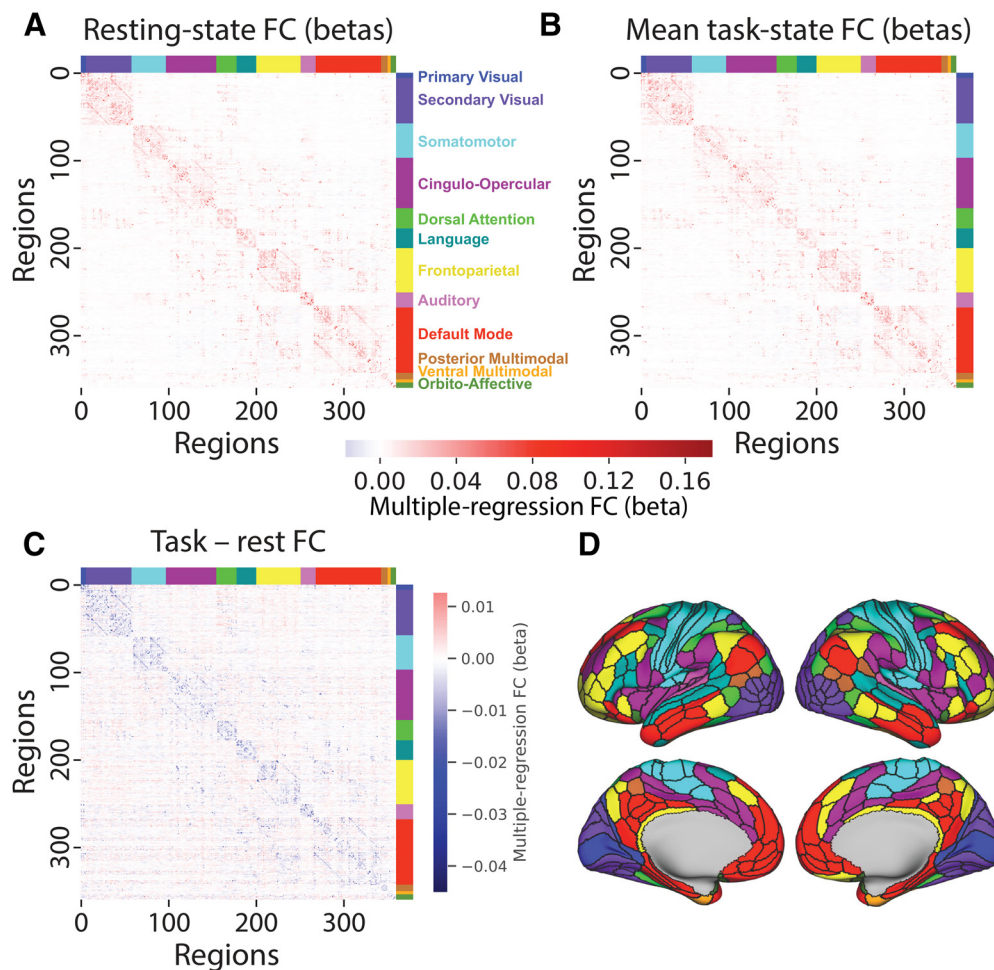 A
Resting-state FC (betas)
0
100
200
300
Regions
0
100
200
300
Regions
Primary Visual
Secondary Visual
Somatomotor
Cingulo-Opercular
Dorsal Attention
Language
Frontoparietal
Auditory
Default Mode
Posterior Multimodal
Ventral Multimodal
Orbito-Affective
B
Mean task-state FC (betas)
0
100
200
300
Regions
0
100
200
300
Regions
0.00 0.04 0.08 0.12 0.16
Multiple-regression FC (beta)
C
Task – rest FC
0
100
200
300
Regions
0
100
200
300
Regions
0.01
0.00
−0.01
−0.02
−0.03
−0.04
Multiple-regression FC (beta)
D